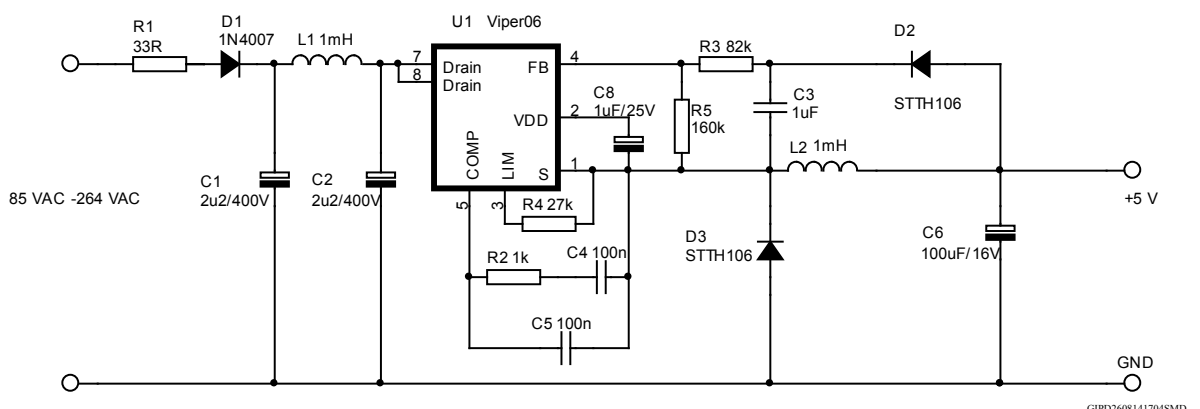 R1
33R
D1
1N4007
L1 1mH
U1 Viper06
7
8
Drain
Drain
FB
4
VDD
2
COMP
LIM
S
1
5
3
C8
1uF/25V
R3 82k
R5
160k
C3
1uF
D2
STTH106
L2 1mH
85 VAC -264 VAC
C1
2u2/400V
C2
2u2/400V
R4 27k
R2 1k
C4 100n
C5 100n
D3
STTH106
C6
100uF/16V
+5 V
GND
GIPD2608141704SMD